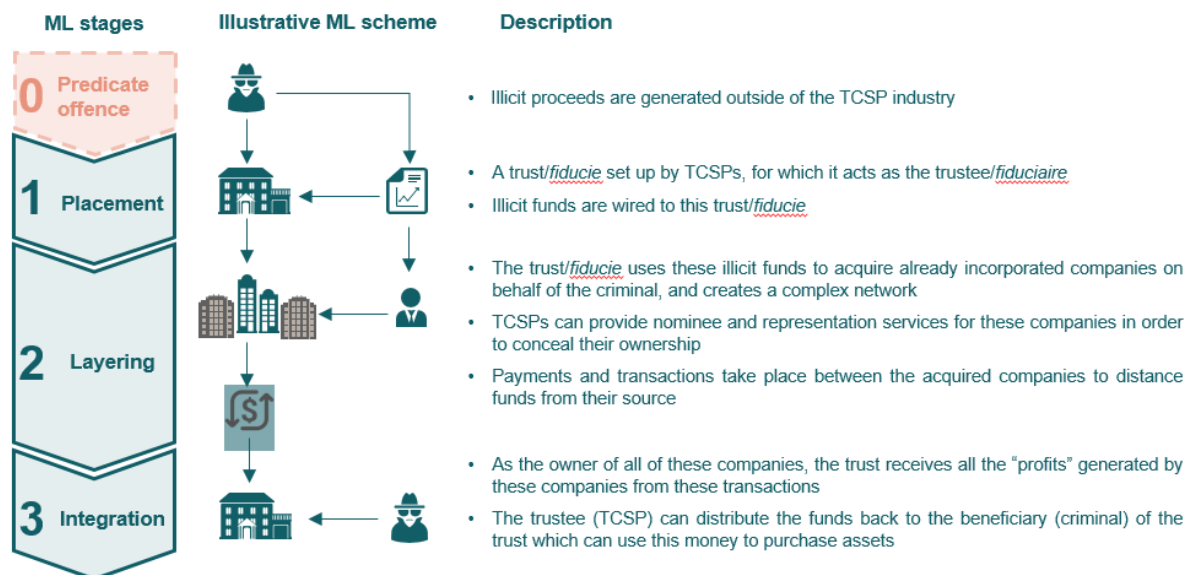 ML stages
Illustrative ML scheme
Description
0
Predicate
offence
• Illicit proceeds are generated outside of the TCSP industry
1
Placement
• A trust/fiducie set up by TCSPs, for which it acts as the trustee/fiduciaire
• Illicit funds are wired to this trust/fiducie
2
Layering
• The trust/fiducie uses these illicit funds to acquire already incorporated companies on
behalf of the criminal, and creates a complex network
• TCSPs can provide nominee and representation services for these companies in order
to conceal their ownership
• Payments and transactions take place between the acquired companies to distance
funds from their source
$
3
Integration
• As the owner of all of these companies, the trust receives all the “profits” generated by
these companies from these transactions
• The trustee (TCSP) can distribute the funds back to the beneficiary (criminal) of the
trust which can use this money to purchase assets